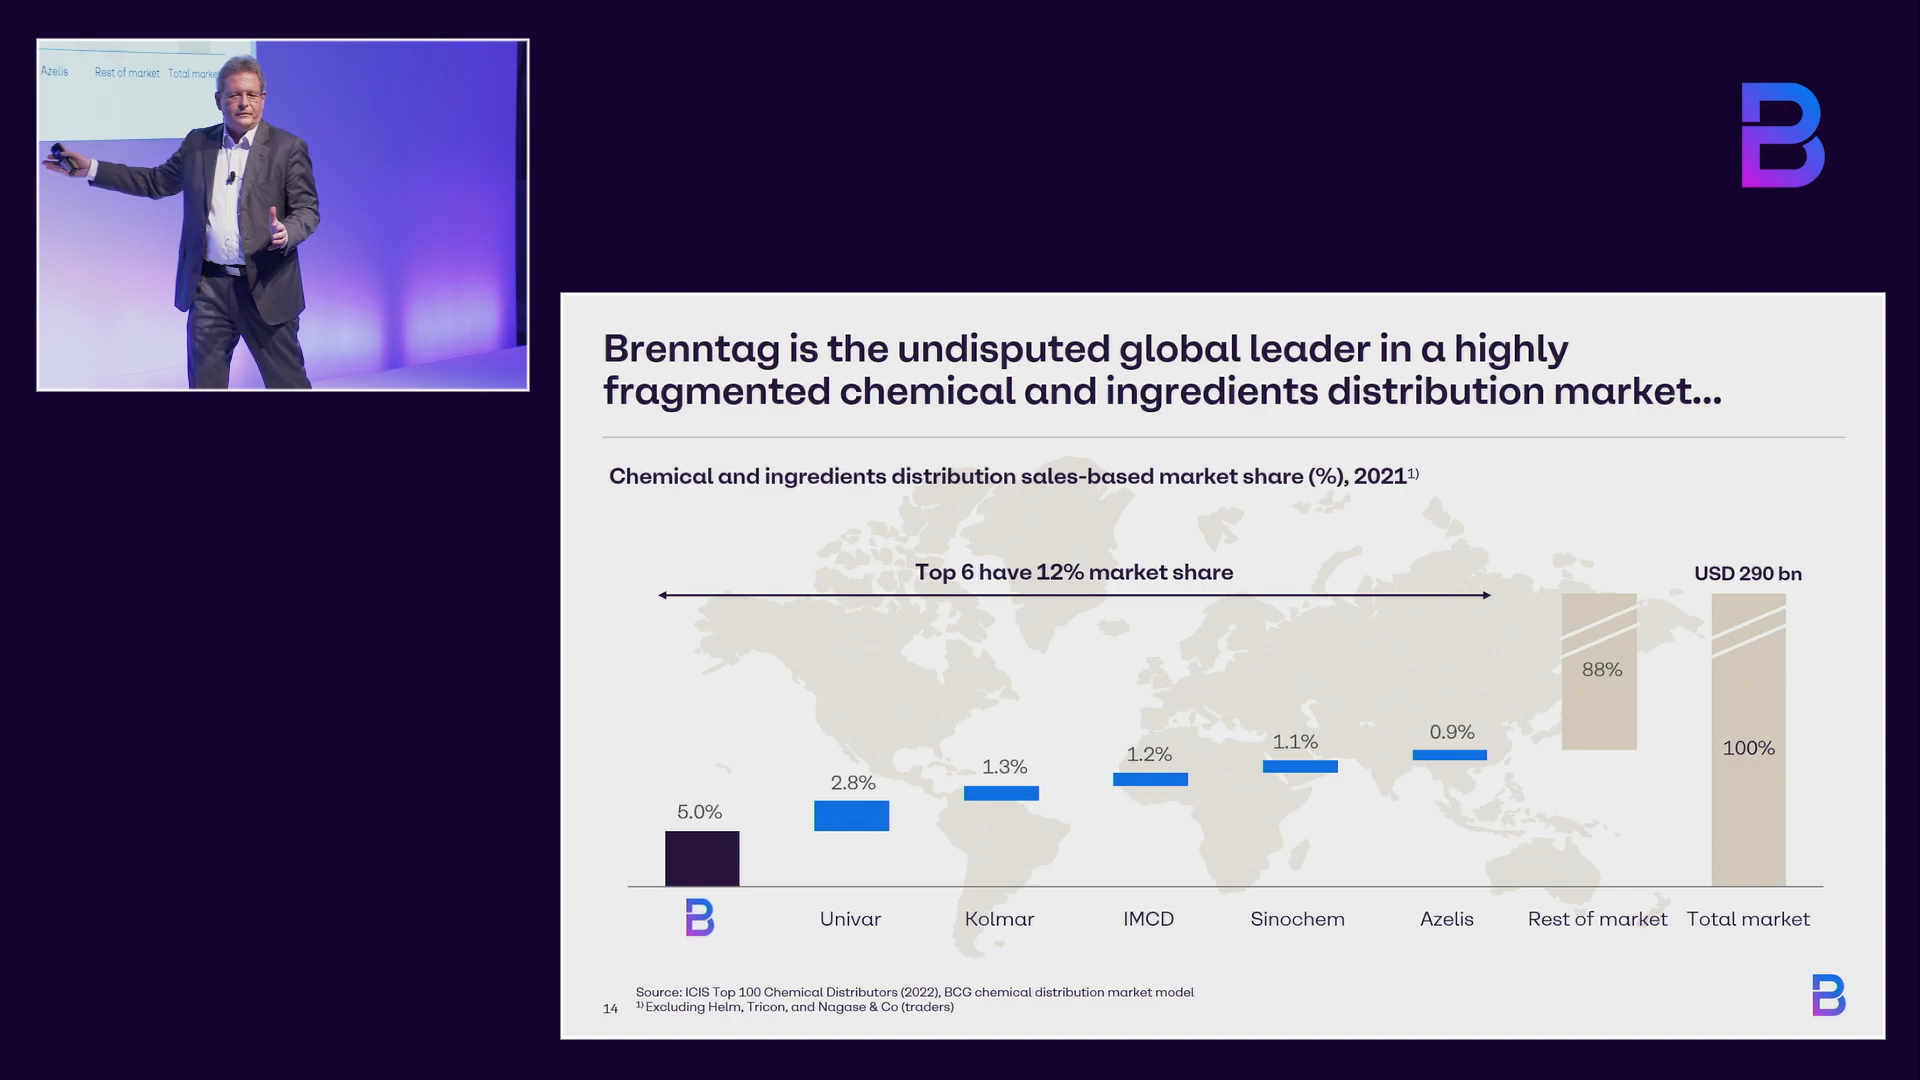 Azelis Rest of market Total market
Brenntag is the undisputed global leader in a highly
fragmented chemical and ingredients distribution market...
Chemical and ingredients distribution sales-based market share (%), 2021¹⁾
Top 6 have 12% market share
USD 290 bn
88%
100%
0.9%
1.1%
1.2%
1.3%
2.8%
5.0%
B Univar Kolmar IMCD Sinochem Azelis Rest of market Total market
Source: ICIS Top 100 Chemical Distributors (2022), BCG chemical distribution market model
14 ¹⁾ Excluding Helm, Tricon, and Nagase & Co (traders)